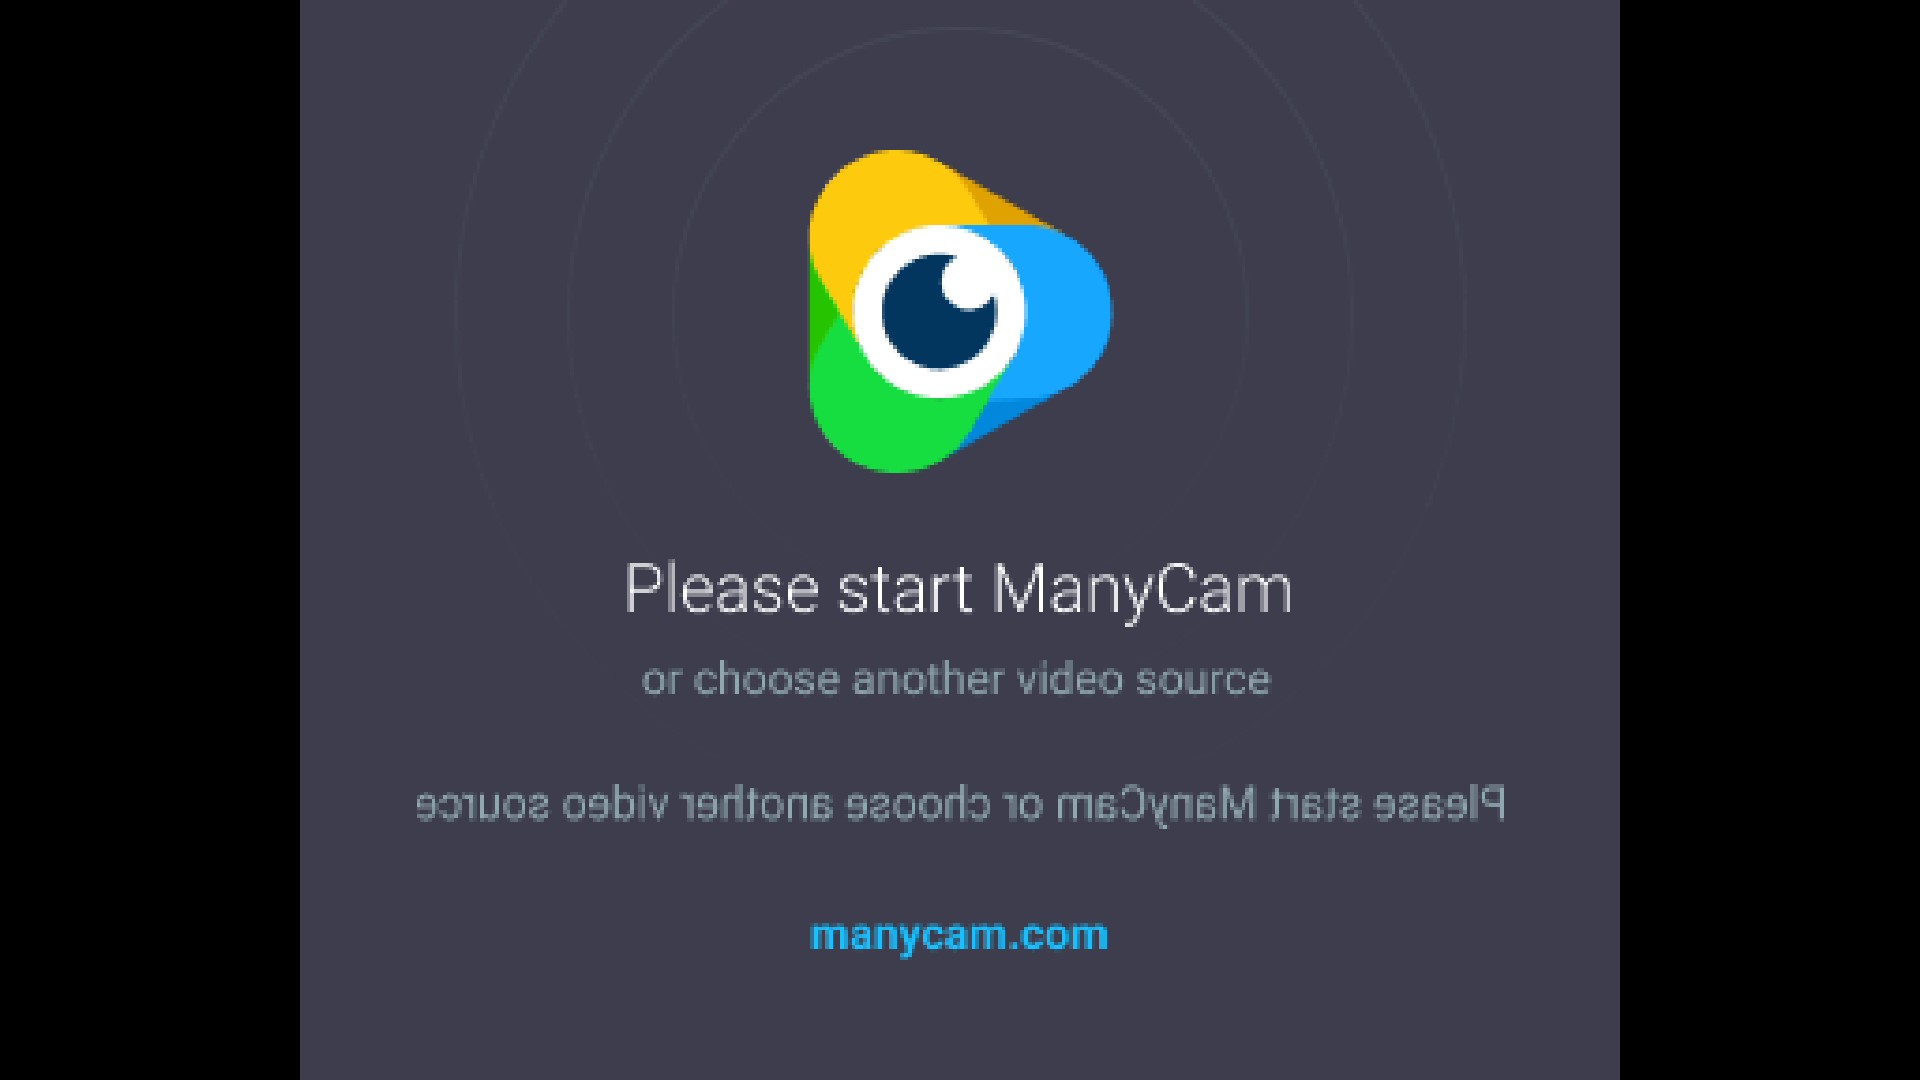 Please start ManyCam
or choose another video source
Please start ManyCam or choose another video source
manycam.com